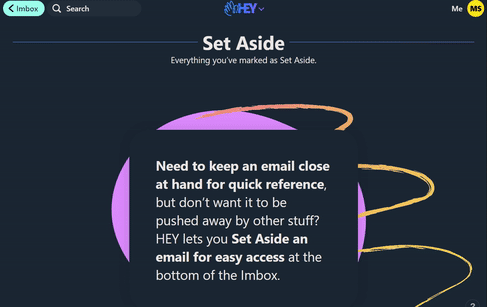 Imbox
Search
HEY
Me
MS
Set Aside
Everything you've marked as Set Aside.
Need to keep an email close
at hand for quick reference,
but don't want it to be
pushed away by other stuff?
HEY lets you Set Aside an
email for easy access at the
bottom of the Imbox.